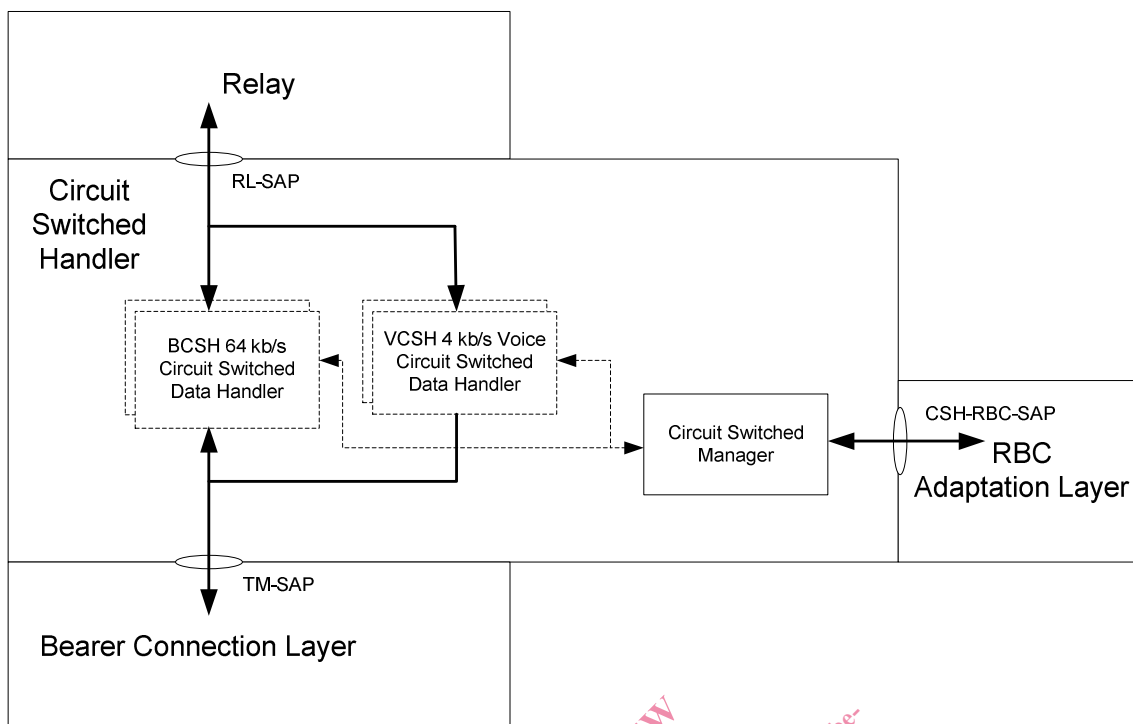 Relay
RL-SAP
Circuit
Switched
Handler
BCSH 64 kb/s
Circuit Switched
Data Handler
VCSH 4 kb/s Voice
Circuit Switched
Data Handler
Circuit Switched
Manager
CSH-RBC-SAP
RBC
Adaptation Layer
TM-SAP
Bearer Connection Layer